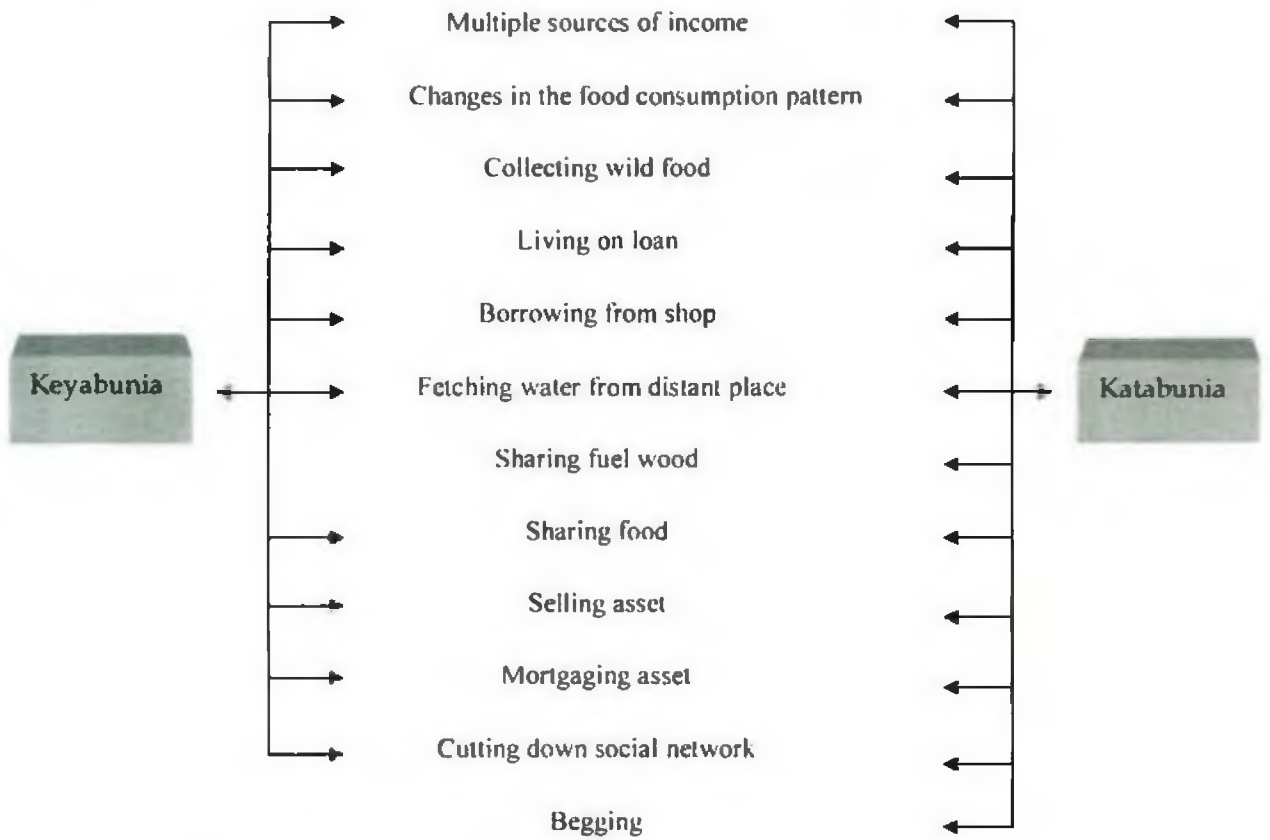 Multiple sources of income
Changes in the food consumption pattern
Collecting wild food
Living on loan
Borrowing from shop
Keyabunia
Fetching water from distant place
Katabunia
Sharing fuel wood
Sharing food
Selling asset
Mortgaging asset
Cutting down social network
Begging